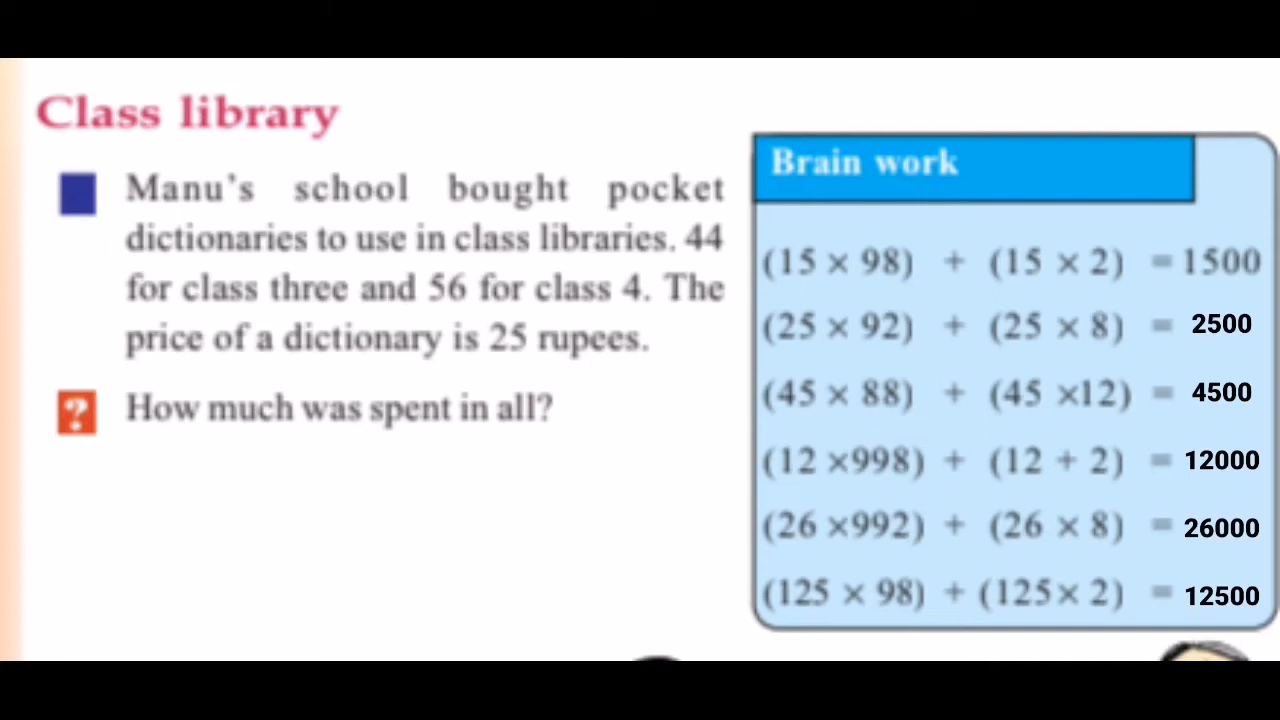 Class library
Manu's school bought pocket
dictionaries to use in class libraries. 44
for class three and 56 for class 4. The
price of a dictionary is 25 rupees.
? How much was spent in all?
Brain work
(15 × 98) + (15 × 2) = 1500
(25 × 92) + (25 × 8) = 2500
(45 × 88) + (45 ×12) = 4500
(12 ×998) + (12 + 2) = 12000
(26 ×992) + (26 × 8) = 26000
(125 × 98) + (125× 2) = 12500